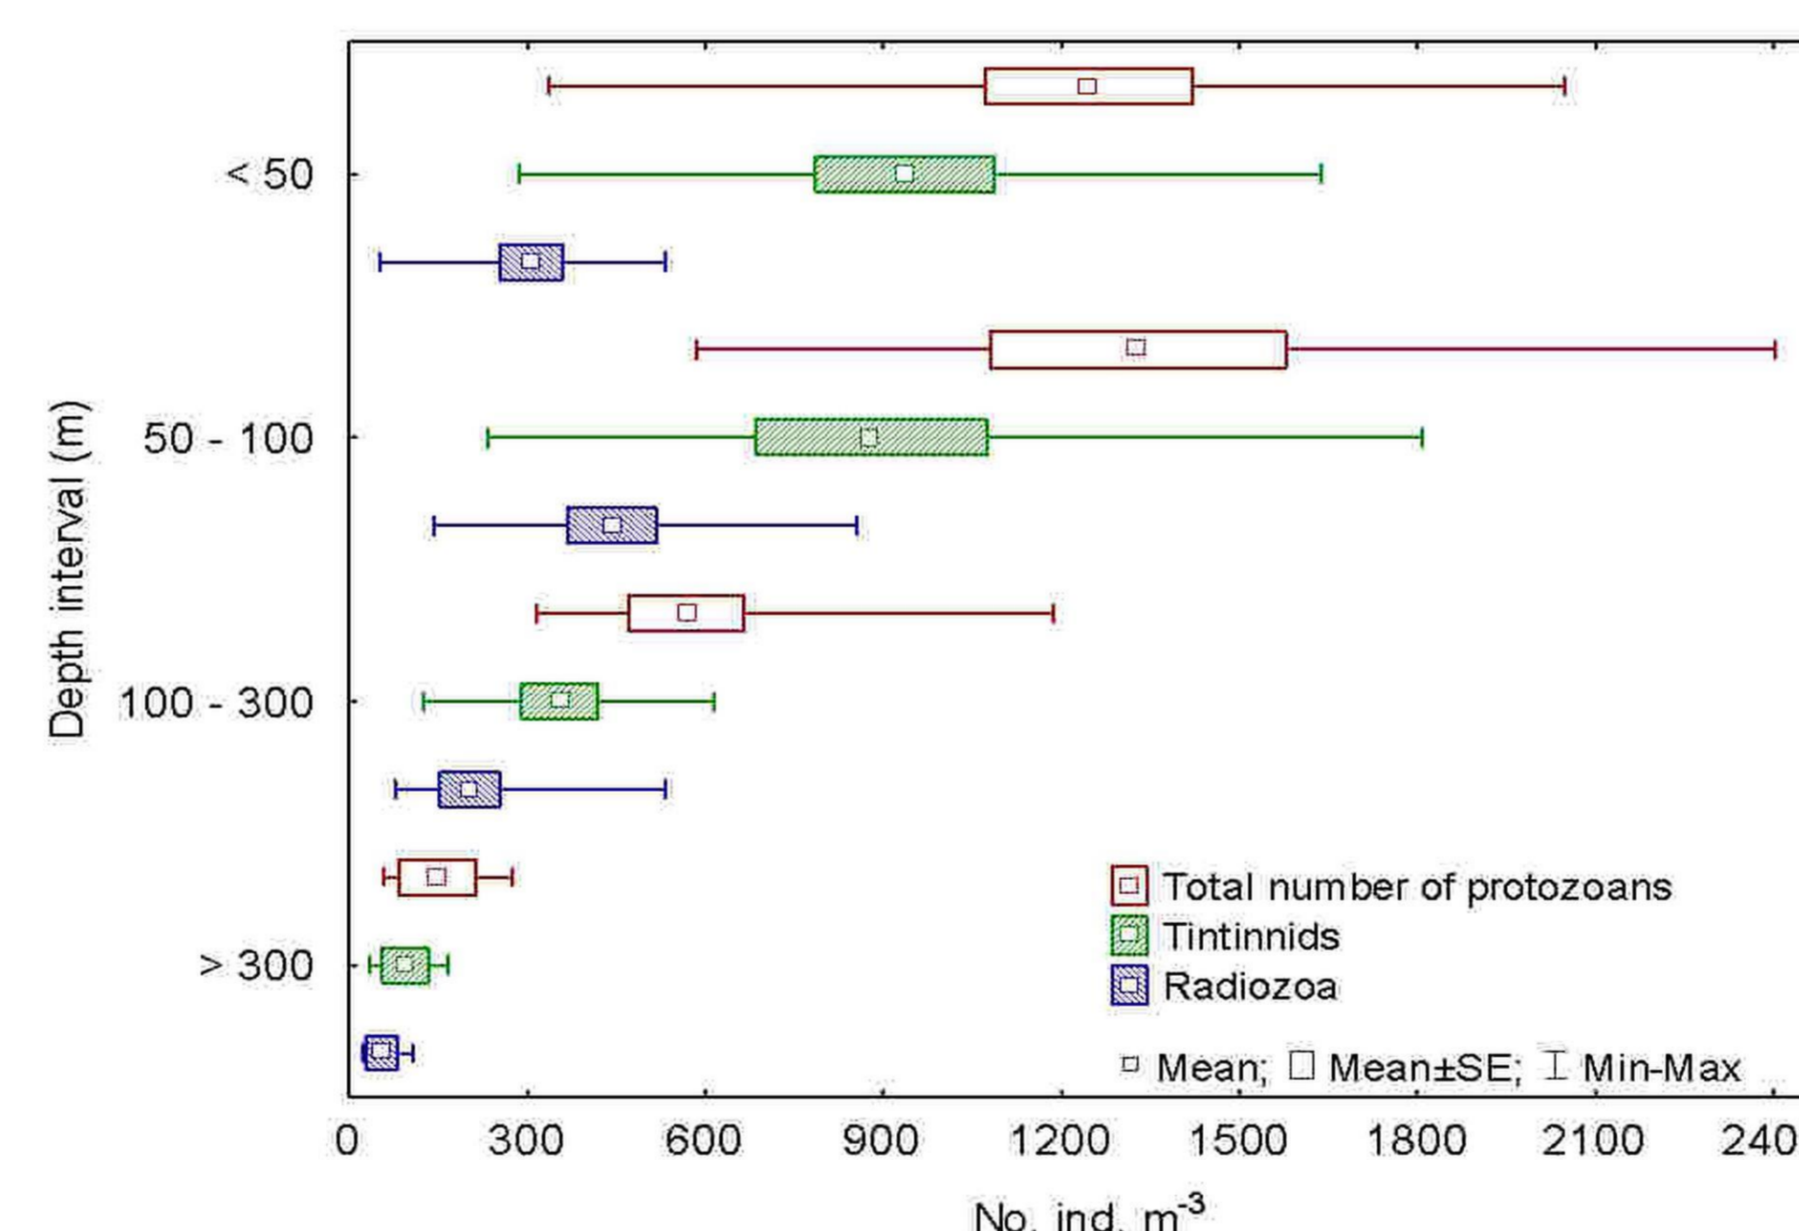 Depth interval (m)
< 50
50 - 100
100 - 300
> 300
Total number of protozoans
Tintinnids
Radiozoa
Mean; Mean±SE; Min-Max
0 300 600 900 1200 1500 1800 2100 240
No. ind. m-3